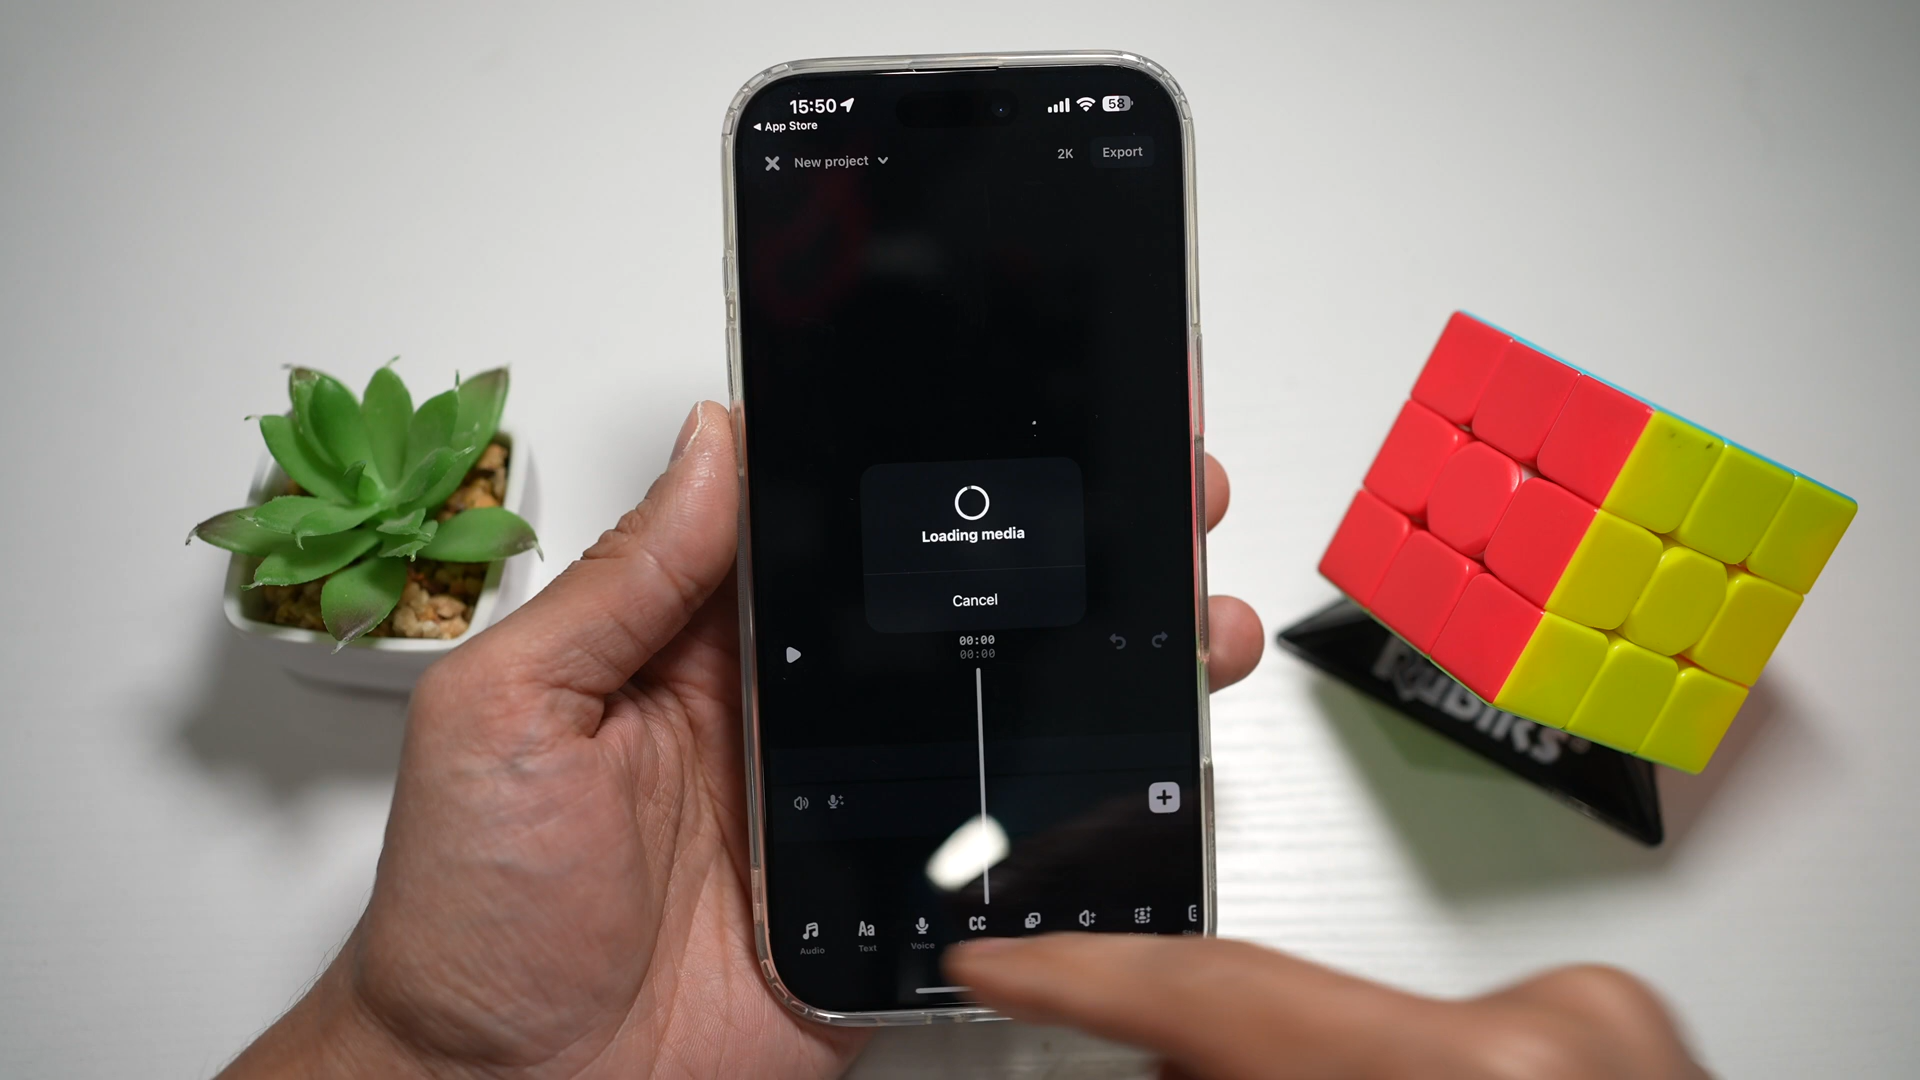 15:50
58
◀ App Store
New project
2K
Export
Loading media
Cancel
00:00
00:00
Audio
Aa
Text
Voice
CC
Rubiks